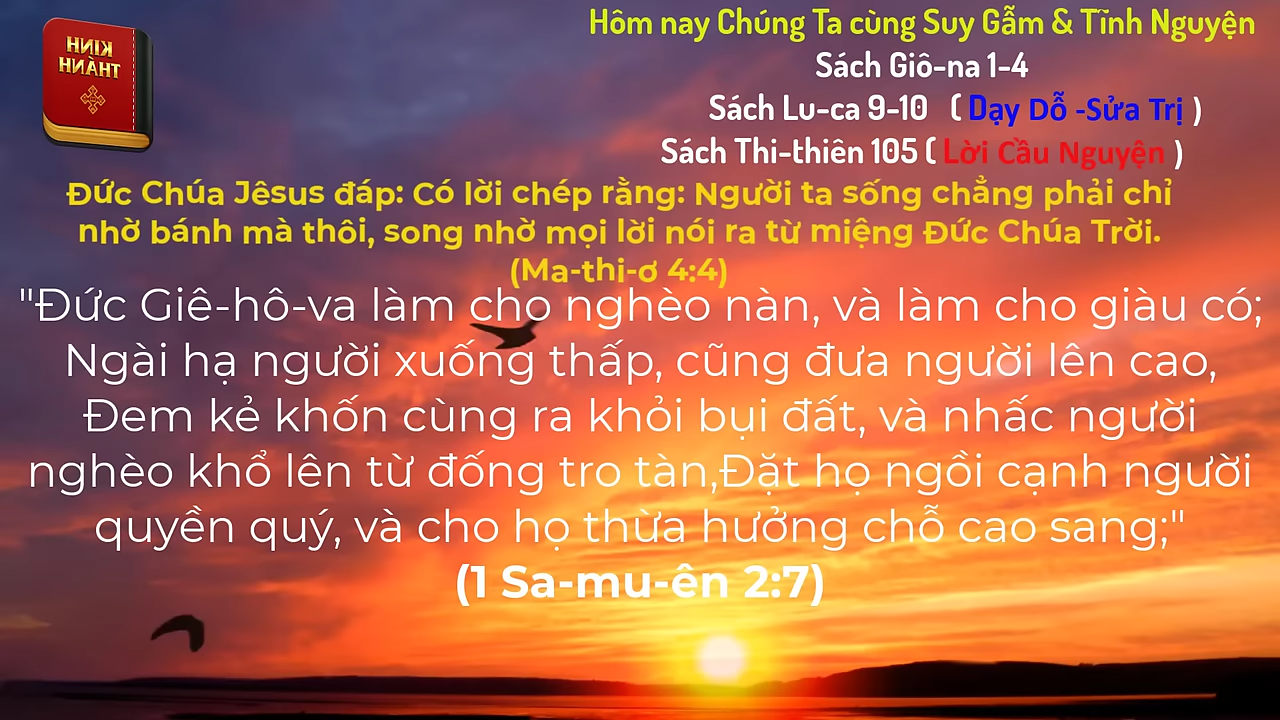 KINH
THÁNH
Hôm nay Chúng Ta cùng Suy Gẫm & Tĩnh Nguyện
Sách Giô-na 1-4
Sách Lu-ca 9-10 ( Dạy Dỗ -Sửa Trị )
Sách Thi-thiên 105 ( Lời Cầu Nguyện )
Đức Chúa Jêsus đáp: Có lời chép rằng: Người ta sống chẳng phải chỉ
nhờ bánh mà thôi, song nhờ mọi lời nói ra từ miệng Đức Chúa Trời.
(Ma-thi-ơ 4:4)
"Đức Giê-hô-va làm cho nghèo nàn, và làm cho giàu có;
Ngài hạ người xuống thấp, cũng đưa người lên cao,
Đem kẻ khốn cùng ra khỏi bụi đất, và nhấc người
nghèo khổ lên từ đống tro tàn,Đặt họ ngồi cạnh người
quyền quý, và cho họ thừa hưởng chỗ cao sang;"
(1 Sa-mu-ên 2:7)